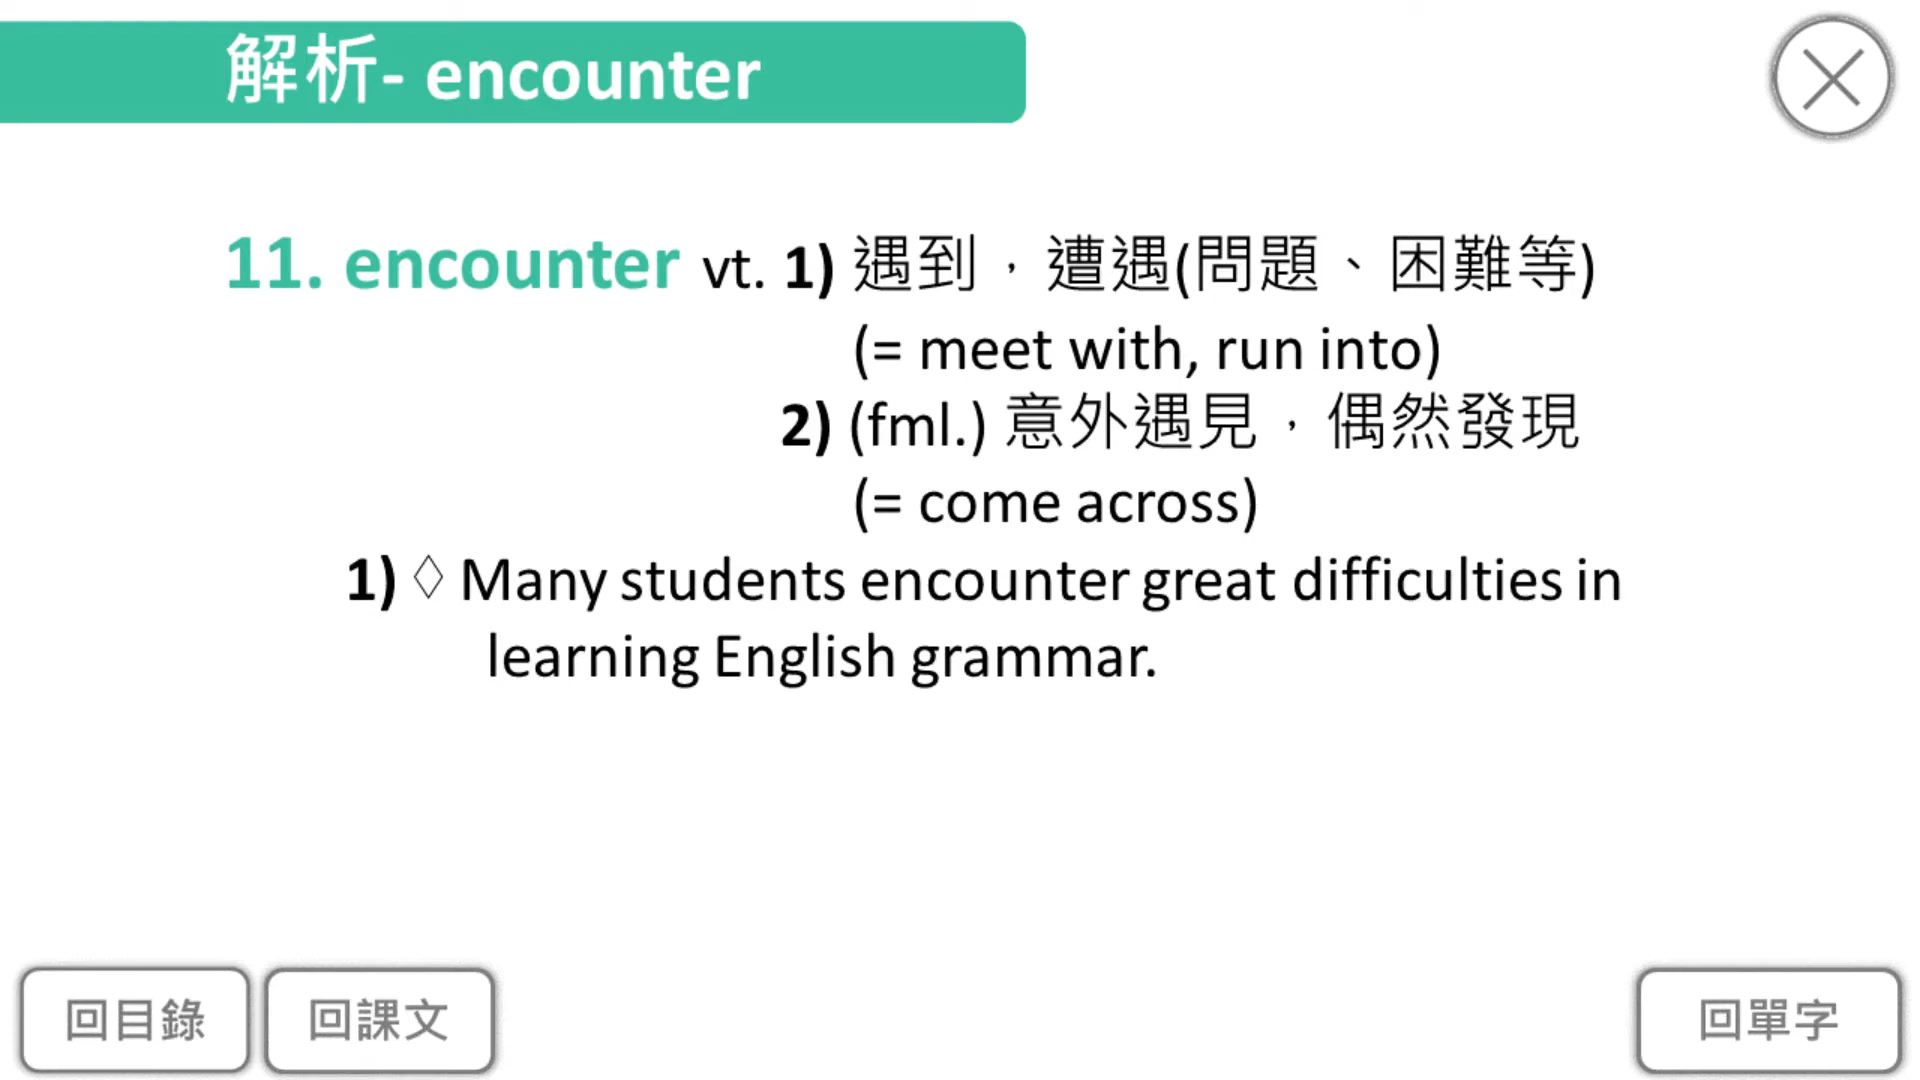 解析- encounter
11. encounter vt. 1) 遇到，遭遇(問題、困難等)
(= meet with, run into)
2) (fml.) 意外遇見，偶然發現
(= come across)
1) ◊ Many students encounter great difficulties in
learning English grammar.
回目錄
回課文
回單字